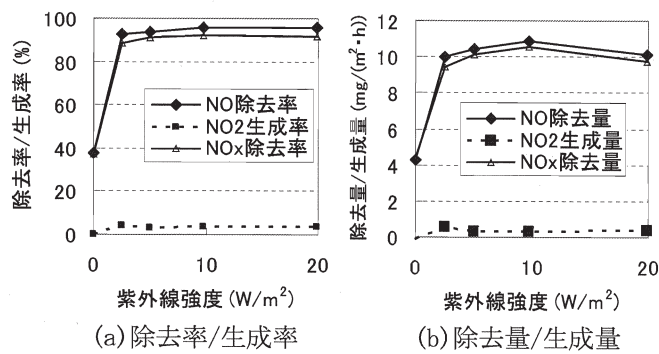 除去率/生成率 (%)
100
80
60
40
20
0
NO除去率
NO2生成率
NOx除去率
0
10
20
紫外線強度(W/m²)
(a)除去率/生成率
除去量/生成量 (mg/(m²·h)
12
10
8
6
4
2
0
NO除去量
NO2生成量
NOx除去量
0
10
20
紫外線強度(W/m²)
(b)除去量/生成量